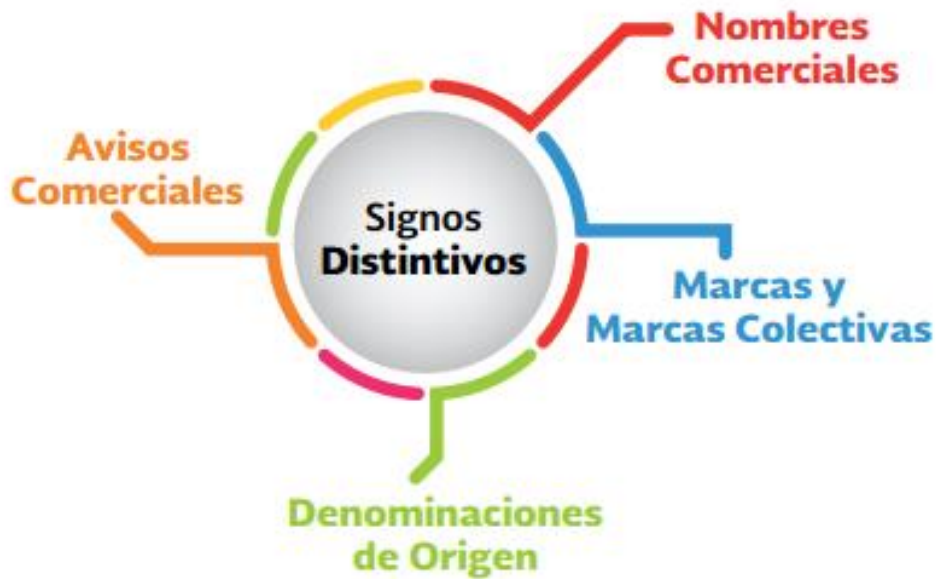 Nombres
Comerciales
Avisos
Comerciales
Signos
Distintivos
Marcas y
Marcas Colectivas
Denominaciones
de Origen